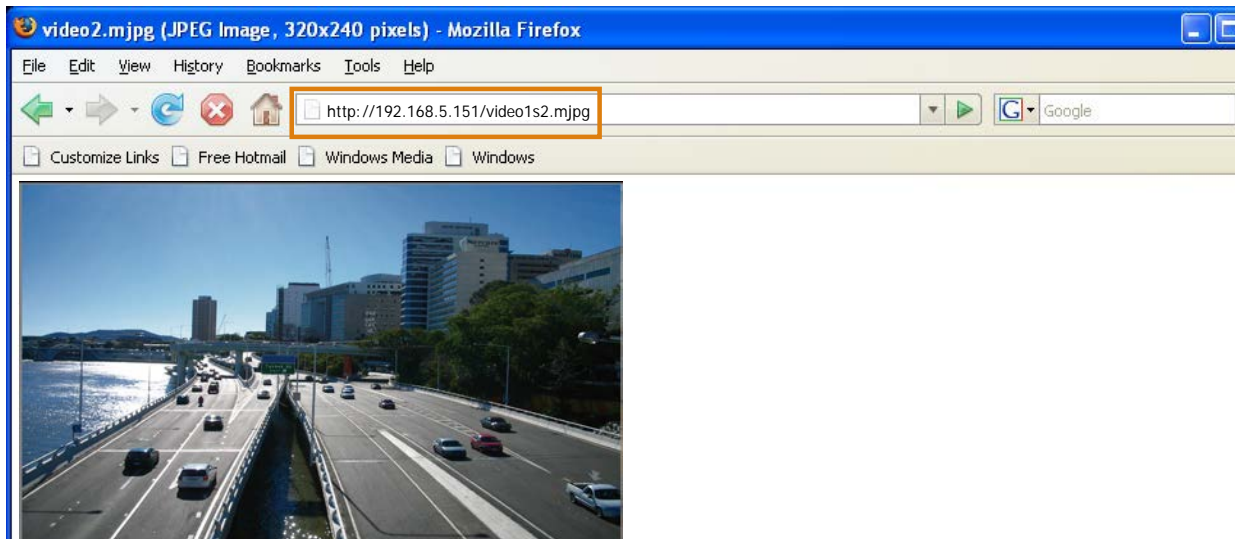 video2.mjpg (JPEG Image, 320x240 pixels) - Mozilla Firefox
File Edit View History Bookmarks Tools Help
http://192.168.5.151/video1s2.mjpg G Google
Customize Links Free Hotmail Windows Media Windows